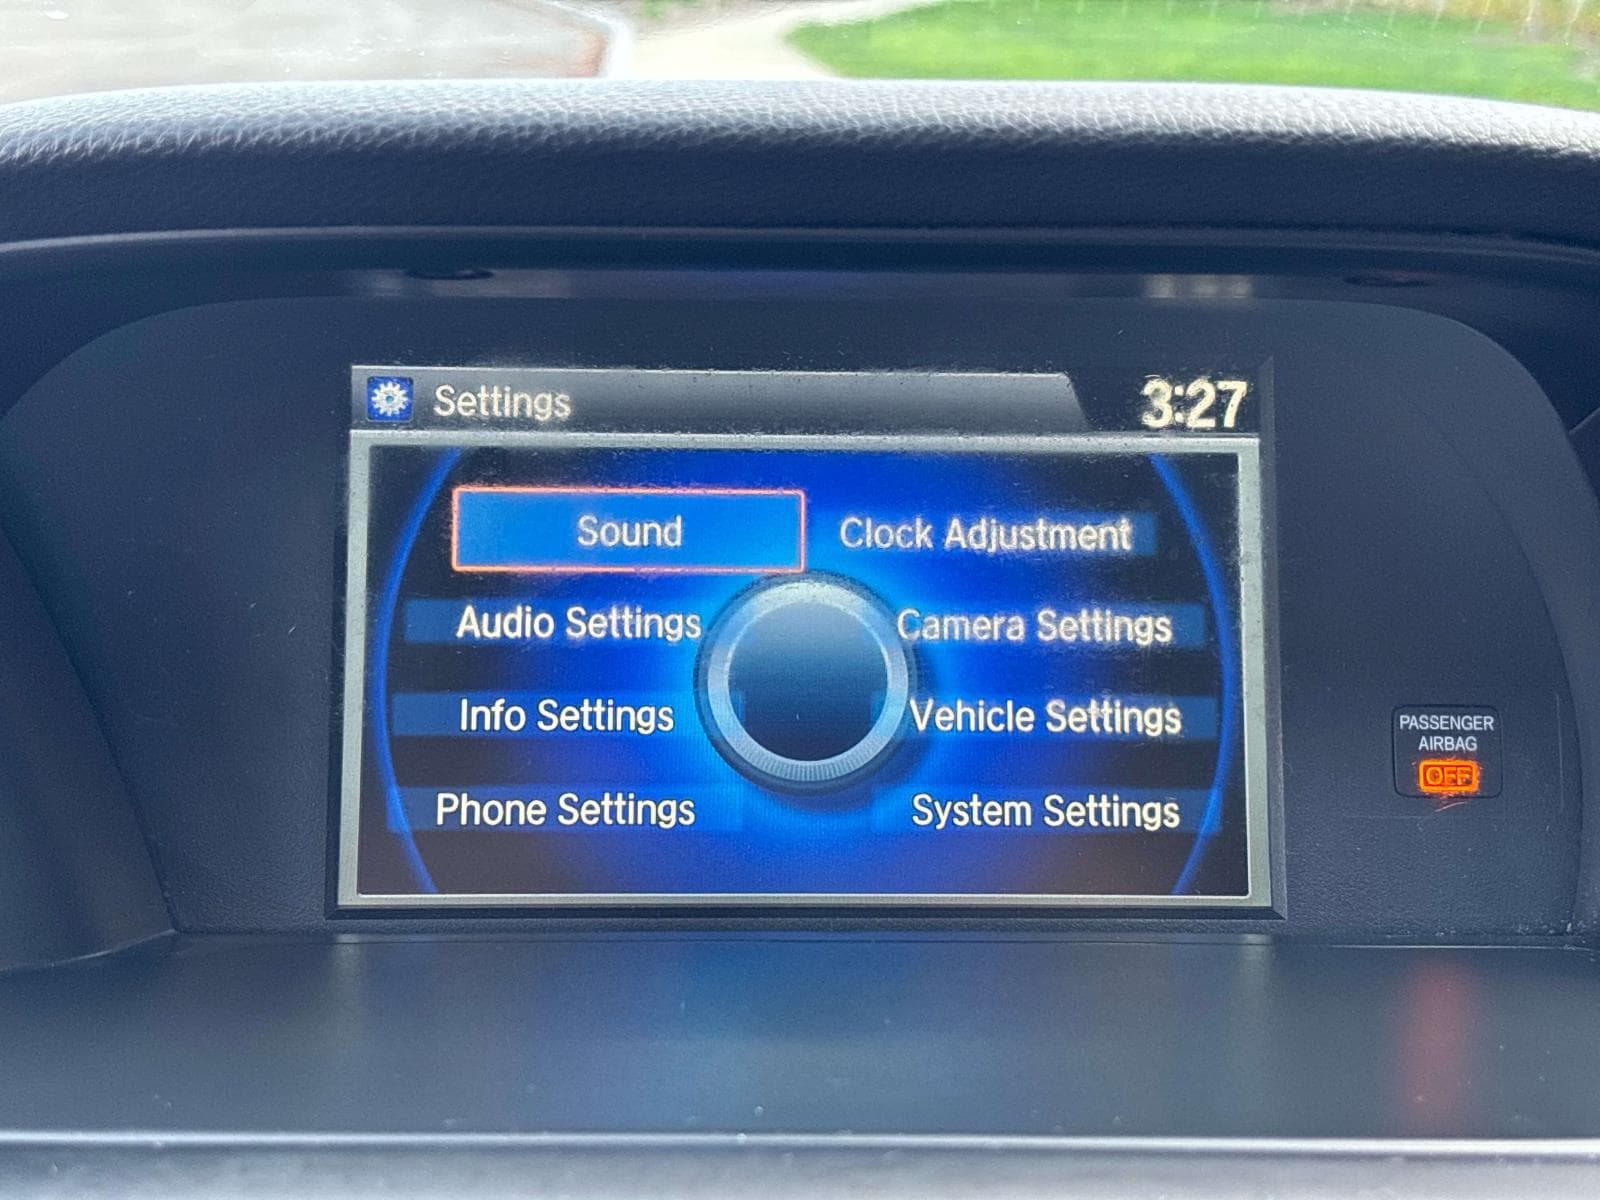 Settings
3:27
Sound
Clock Adjustment
Audio Settings
Camera Settings
Info Settings
Vehicle Settings
Phone Settings
System Settings
PASSENGER
AIRBAG
OFF